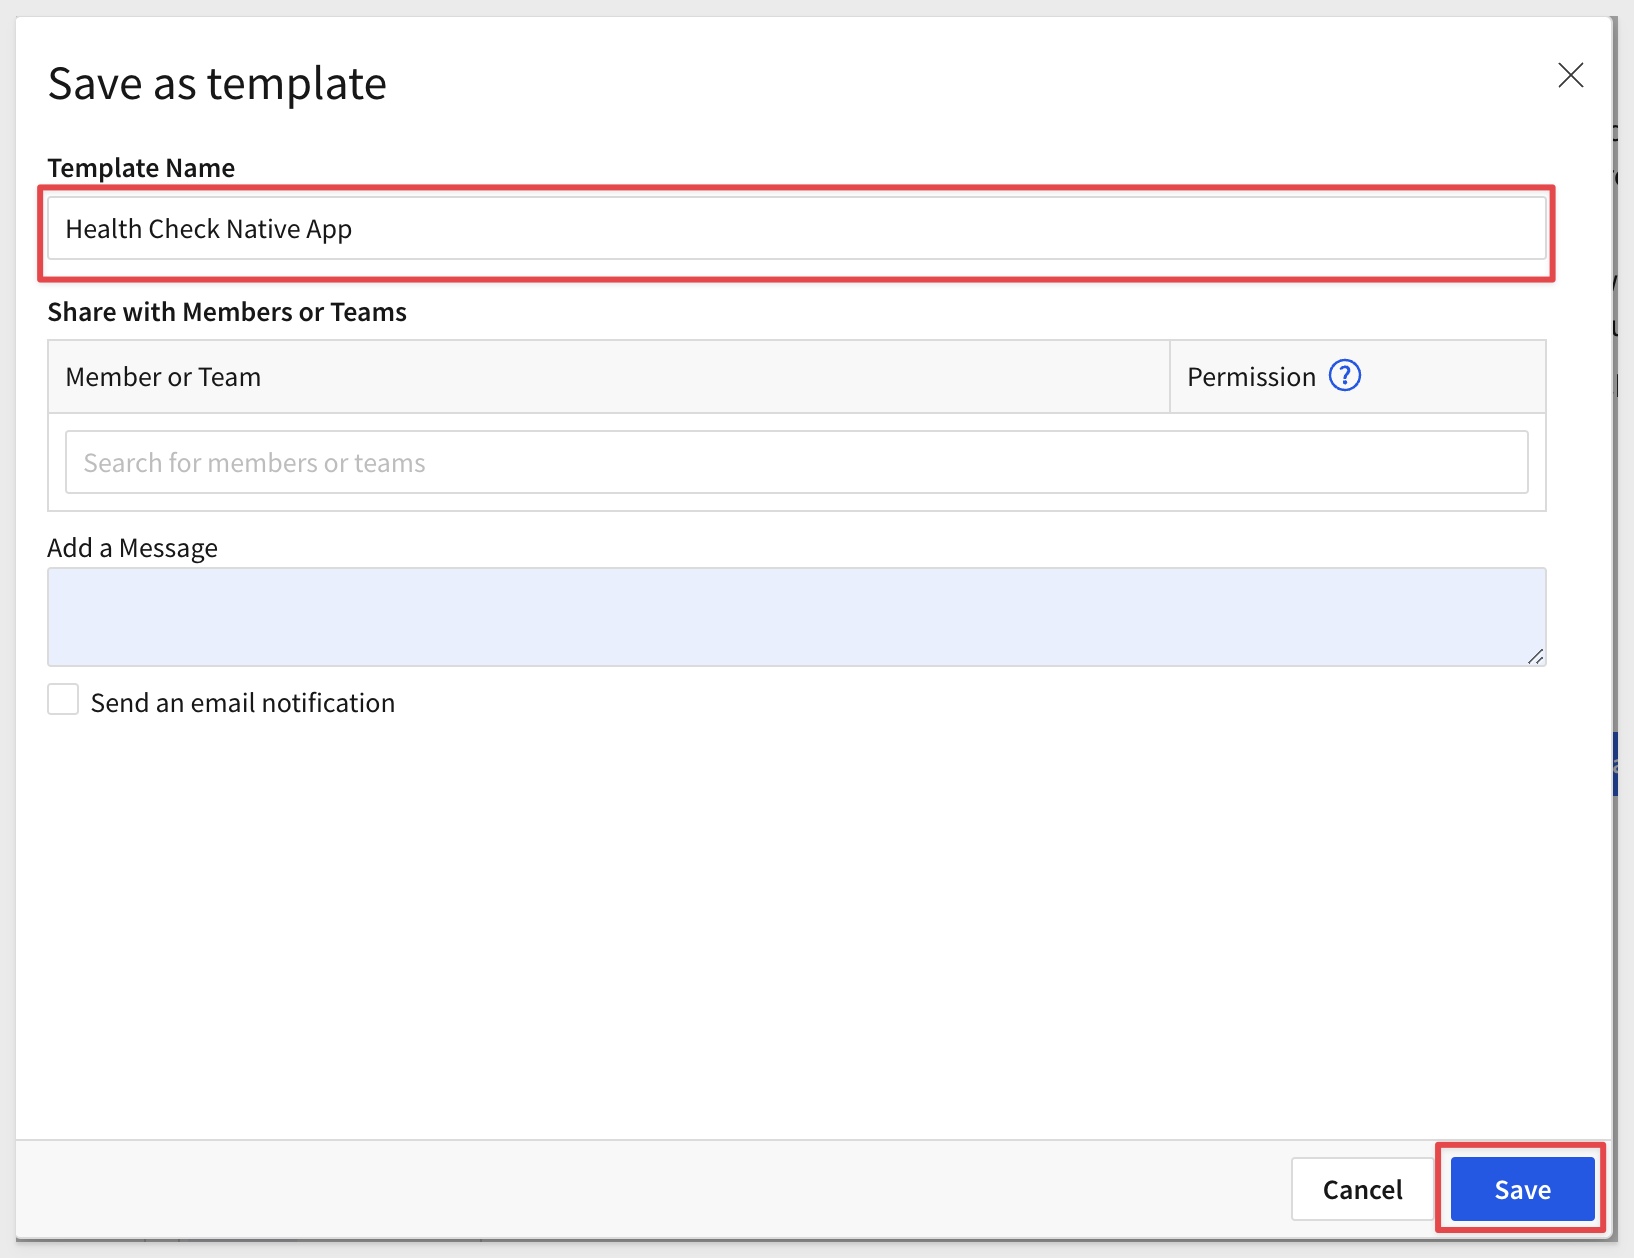 Save as template
Template Name
Health Check Native App
Share with Members or Teams
Member or Team
Permission ?
Search for members or teams
Add a Message
Send an email notification
Cancel
Save